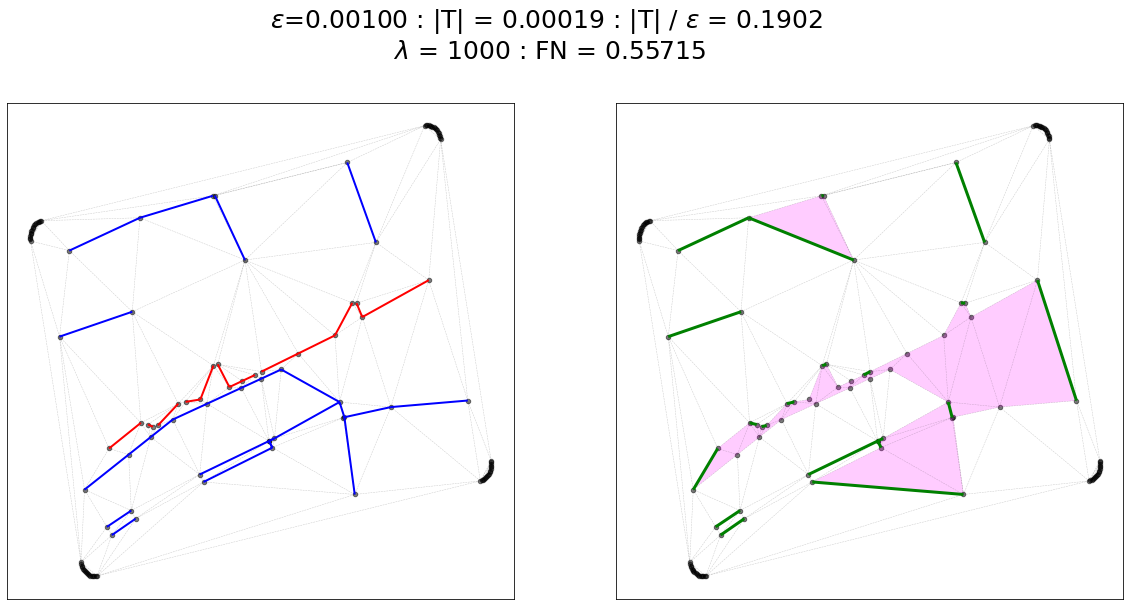 ε=0.00100 : |T| = 0.00019 : |T| / ε = 0.1902
λ = 1000 : FN = 0.55715